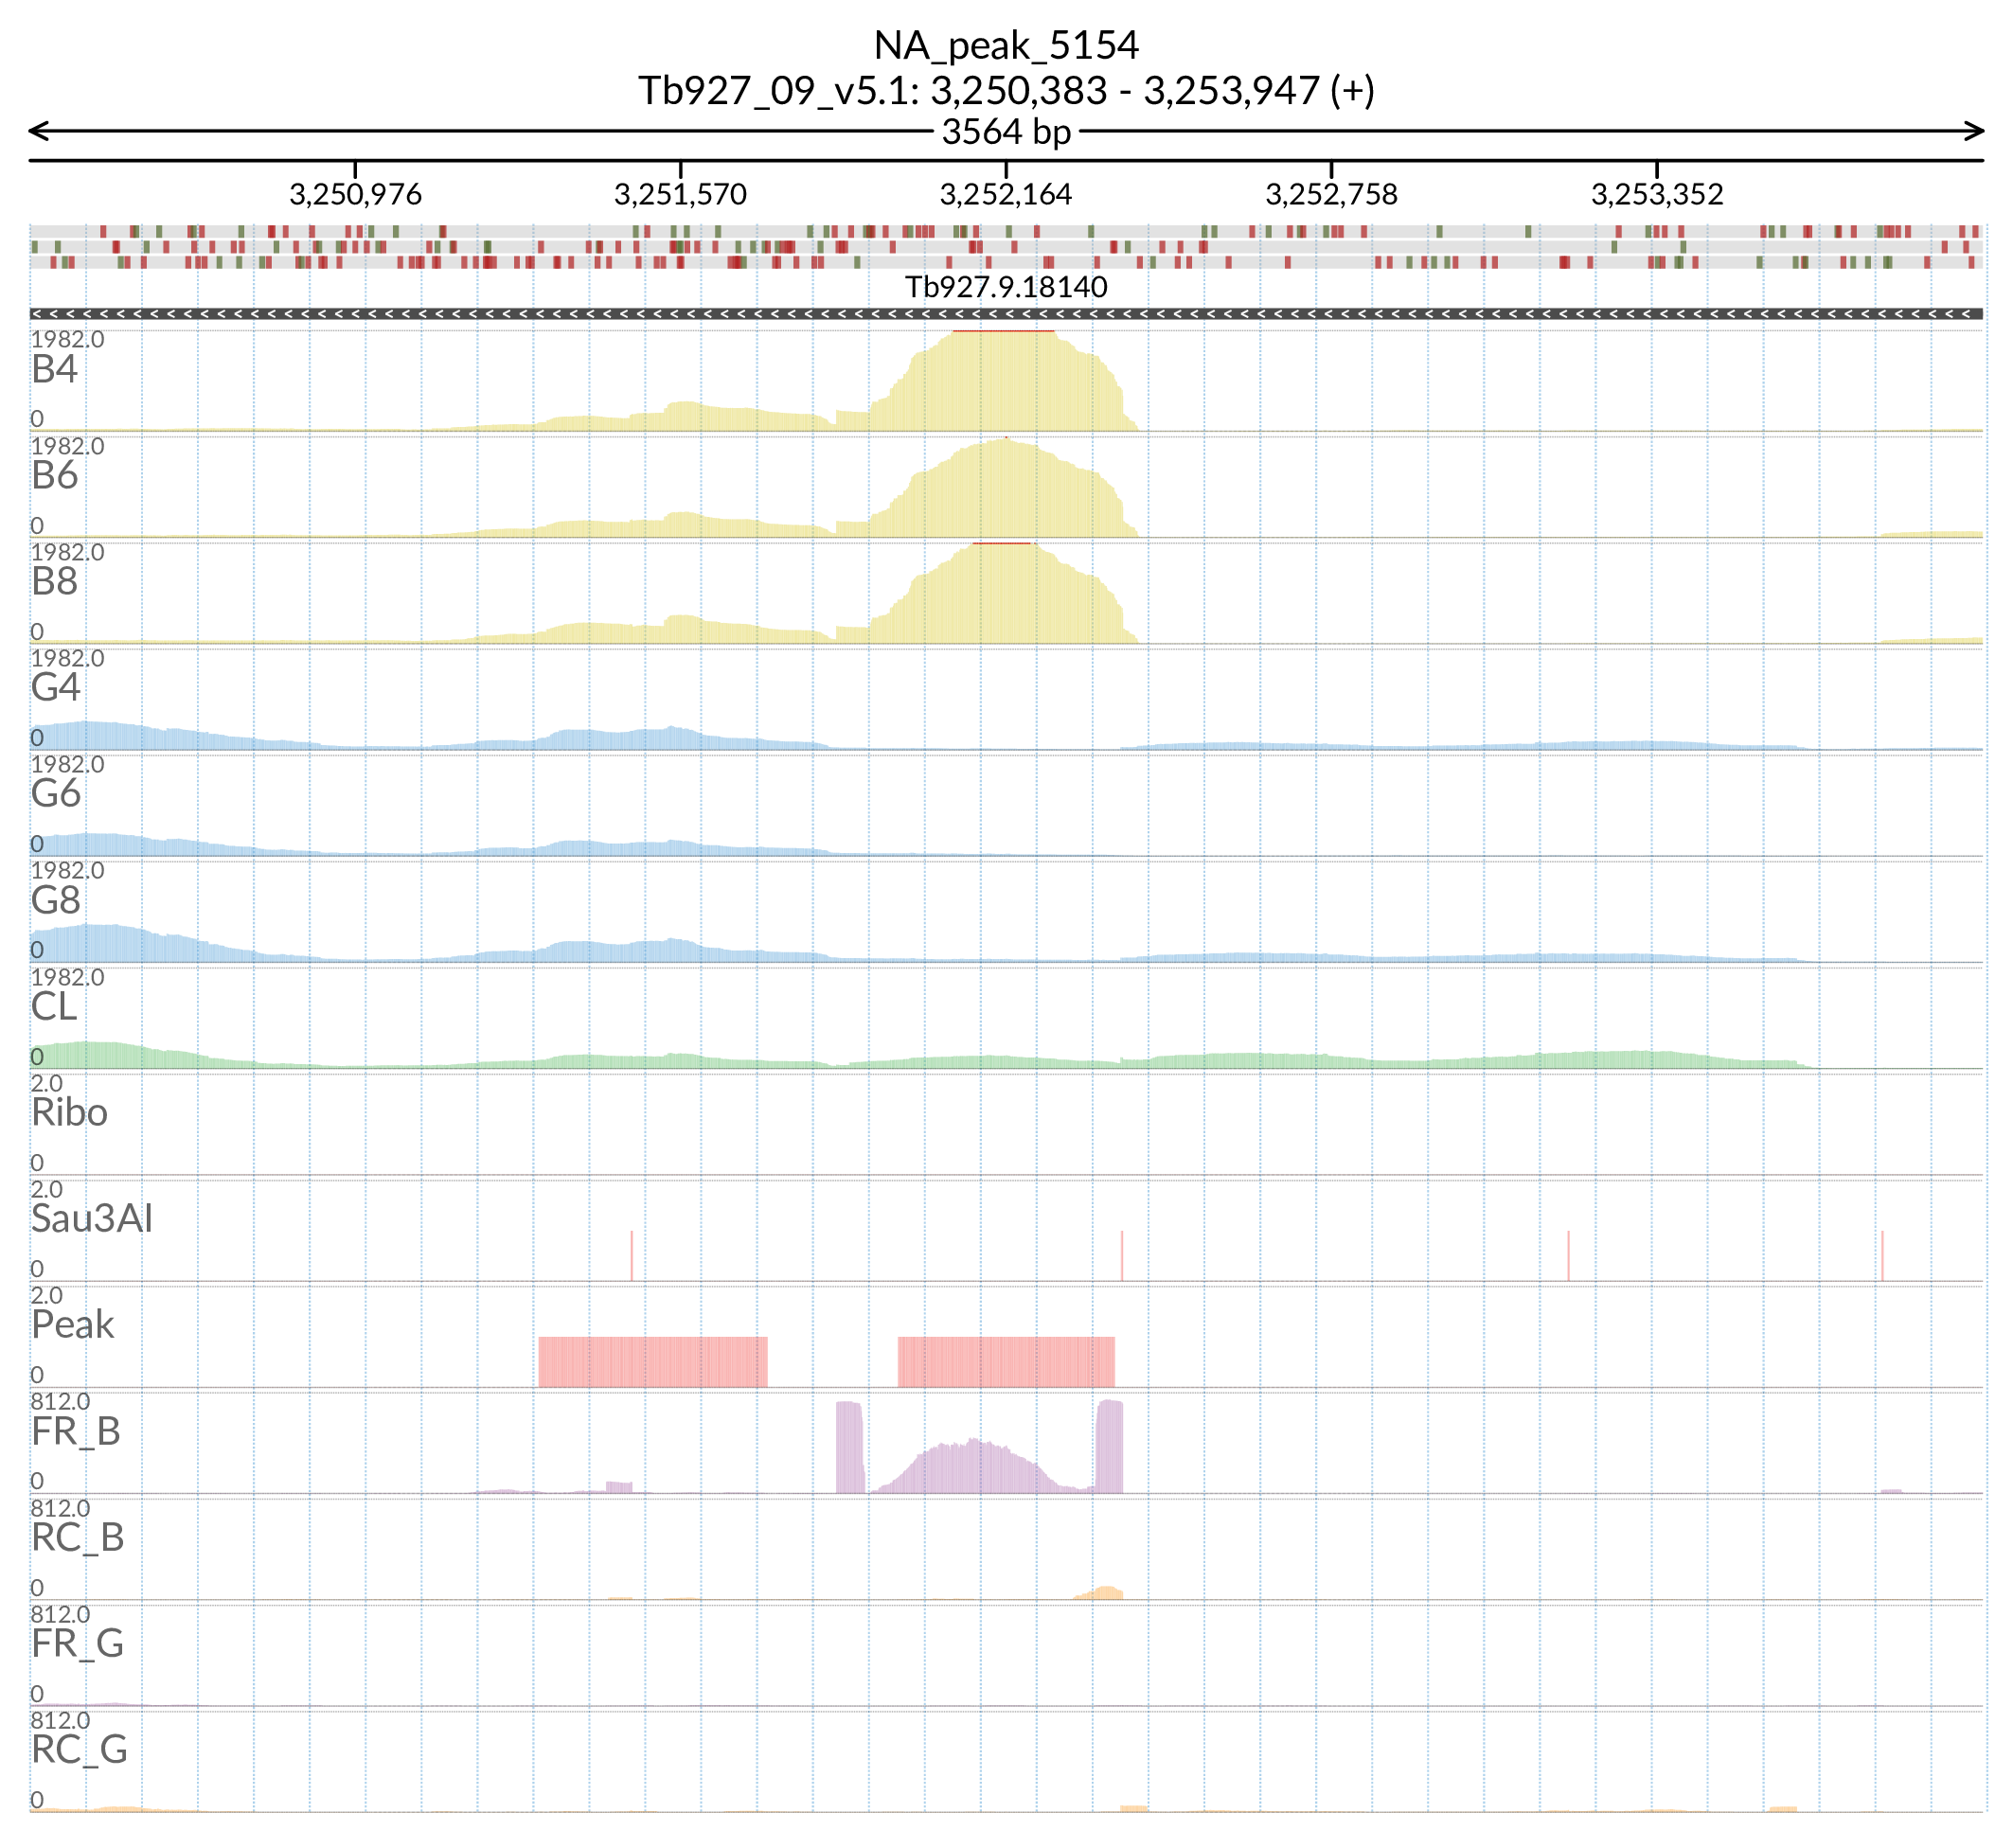 NA_peak_5154
Tb927_09_v5.1: 3,250,383 - 3,253,947 (+)
3564 bp
3,250,976 3,251,570 3,252,164 3,252,758 3,253,352
Tb927.9.18140
1982.0
B4
0
1982.0
B6
0
1982.0
B8
0
1982.0
G4
0
1982.0
G6
0
1982.0
G8
0
1982.0
CL
0
2.0
Ribo
0
2.0
Sau3AI
0
2.0
Peak
0
812.0
FR_B
0
812.0
RC_B
0
812.0
FR_G
0
812.0
RC_G
0